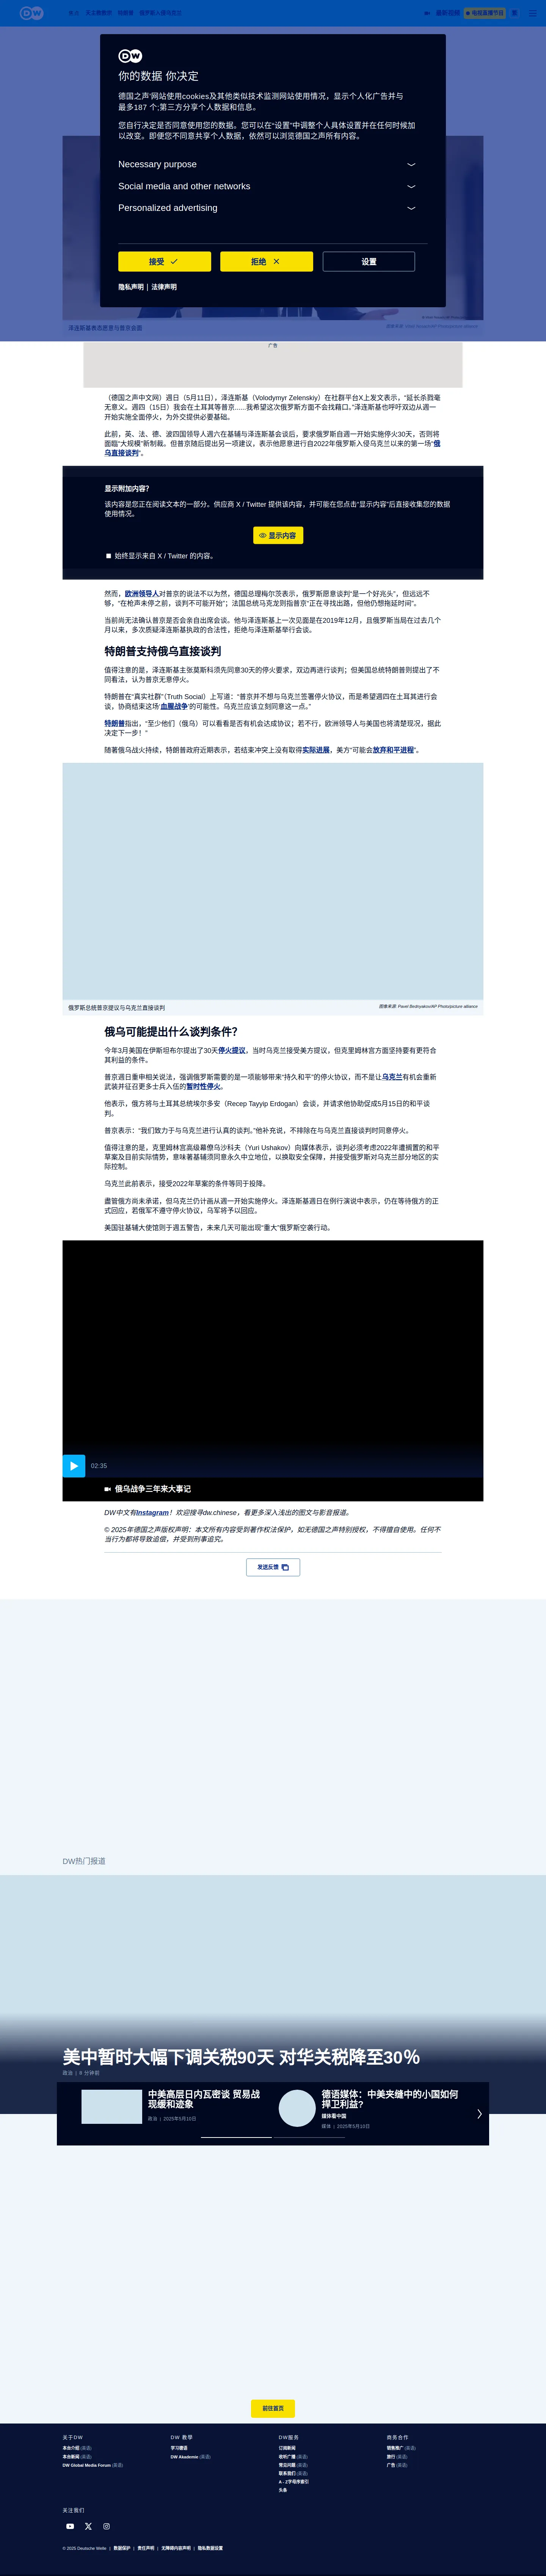 DW
你的数据 你决定
德国之声'网站使用cookies及其他类似技术监测网站使用情况，显示个人化广告并与
最多187 个;第三方分享个人数据和信息。
您自行决定是否同意使用您的数据。您可以在“设置”中调整个人具体设置并在任何时候加
以改变。即便您不同意共享个人数据，依然可以浏览德国之声所有内容。
Necessary purpose
Social media and other networks
Personalized advertising
接受
拒绝
设置
隐私声明 | 法律声明
泽连斯基表态愿意与普京会面
广告
（德国之声中文网）週日（5月11日），泽连斯基（Volodymyr Zelenskiy）在社群平台X上发文表示，“延长杀戮毫
无意义。週四（15日）我会在土耳其等普京……我希望这次俄罗斯方面不会找藉口。”泽连斯基也呼吁双边从週一
开始实施全面停火，为外交提供必要基础。
此前，英、法、德、波四国领导人週六在基辅与泽连斯基会谈后，要求俄罗斯自週一开始实施停火30天，否则将
面臨“大规模”新制裁。但普京随后提出另一项建议，表示他愿意进行自2022年俄罗斯入侵乌克兰以来的第一场“俄
乌直接谈判”。
显示附加内容?
该内容是您正在阅读文本的一部分。供应商 X / Twitter 提供该内容，并可能在您点击“显示内容”后直接收集您的数据
使用情况。
显示内容
始终显示来自 X / Twitter 的内容。
然而，欧洲领导人对普京的说法不以为然，德国总理梅尔茨表示，俄罗斯愿意谈判“是一个好兆头”，但远远不
够，“在枪声未停之前，谈判不可能开始”；法国总统马克龙则指普京“正在寻找出路，但他仍想拖延时间”。
当前尚无法确认普京是否会亲自出席会谈。他与泽连斯基上一次见面是在2019年12月，且俄罗斯当局在过去几个
月以来，多次质疑泽连斯基执政的合法性，拒绝与泽连斯基举行会谈。
特朗普支持俄乌直接谈判
值得注意的是，泽连斯基主张莫斯科须先同意30天的停火要求，双边再进行谈判；但美国总统特朗普则提出了不
同看法，认为普京无意停火。
特朗普在“真实社群”（Truth Social）上写道：“普京并不想与乌克兰签署停火协议，而是希望週四在土耳其进行会
谈，协商结束这场‘血腥战争’的可能性。乌克兰应该立刻同意这一点。”
特朗普指出，“至少他们（俄乌）可以看看是否有机会达成协议；若不行，欧洲领导人与美国也将清楚现况，据此
决定下一步！”
随著俄乌战火持续，特朗普政府近期表示，若结束冲突上没有取得实际进展，美方“可能会放弃和平进程”。
俄罗斯总统普京提议与乌克兰直接谈判
图像来源: Pavel Bednyakov/AP Photo/picture alliance
俄乌可能提出什么谈判条件？
今年3月美国在伊斯坦布尔提出了30天停火提议，当时乌克兰接受美方提议，但克里姆林宫方面坚持要有更符合
其利益的条件。
普京週日重申相关说法，强调俄罗斯需要的是一项能够带来“持久和平”的停火协议，而不是让乌克兰有机会重新
武装并征召更多士兵入伍的暂时性停火。
他表示，俄方将与土耳其总统埃尔多安（Recep Tayyip Erdogan）会谈，并请求他协助促成5月15日的和平谈
判。
普京表示：“我们致力于与乌克兰进行认真的谈判。”他补充说，不排除在与乌克兰直接谈判时同意停火。
值得注意的是，克里姆林宫高级幕僚乌沙科夫（Yuri Ushakov）向媒体表示，谈判必须考虑2022年遭搁置的和平
草案及目前实际情势，意味著基辅须同意永久中立地位，以换取安全保障，并接受俄罗斯对乌克兰部分地区的实
际控制。
乌克兰此前表示，接受2022年草案的条件等同于投降。
盡管俄方尚未承诺，但乌克兰仍计画从週一开始实施停火。泽连斯基週日在例行演说中表示，仍在等待俄方的正
式回应，若俄军不遵守停火协议，乌军将予以回应。
美国驻基辅大使馆则于週五警告，未来几天可能出现“重大”俄罗斯空袭行动。
02:35
俄乌战争三年来大事记
DW中文有Instagram！欢迎搜寻dw.chinese，看更多深入浅出的图文与影音报道。
© 2025年德国之声版权声明：本文所有内容受到著作权法保护，如无德国之声特别授权，不得擅自使用。任何不
当行为都将导致追偿，并受到刑事追究。
发送反馈
DW热门报道
美中暂时大幅下调关税90天 对华关税降至30%
政治 | 8 分钟前
中美高层日内瓦密谈 贸易战
现缓和迹象
政治 | 2025年5月10日
德语媒体：中美夹缝中的小国如何
捍卫利益?
媒体看中国
媒体 | 2025年5月10日
前往首页
关于DW
本台介绍 (英语)
本台新闻 (英语)
DW Global Media Forum (英语)
DW 教学
学习德语
DW Akademie (英语)
DW服务
订阅新闻
收听广播 (英语)
常见问题 (英语)
联系我们 (英语)
A - Z字母序索引
头条
商务合作
销售推广 (英语)
旅行 (英语)
广告 (英语)
关注我们
© 2025 Deutsche Welle | 数据保护 | 责任声明 | 无障碍内容声明 | 隐私数据设置